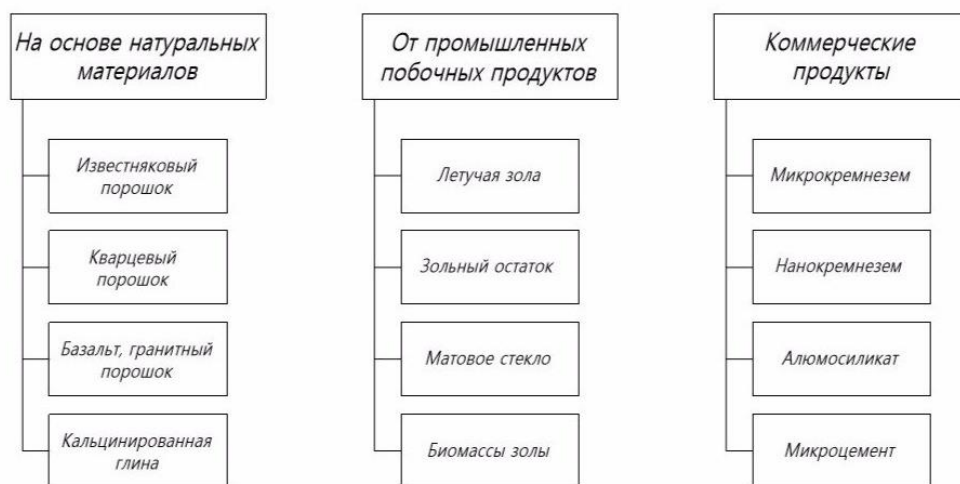 На основе натуральных
материалов
Известняковый
порошок
Кварцевый
порошок
Базальт, гранитный
порошок
Кальцинированная
глина
От промышленных
побочных продуктов
Летучая зола
Зольный остаток
Матовое стекло
Биомассы золы
Коммерческие
продукты
Микрокремнезем
Нанокремнезем
Алюмосиликат
Микроцемент